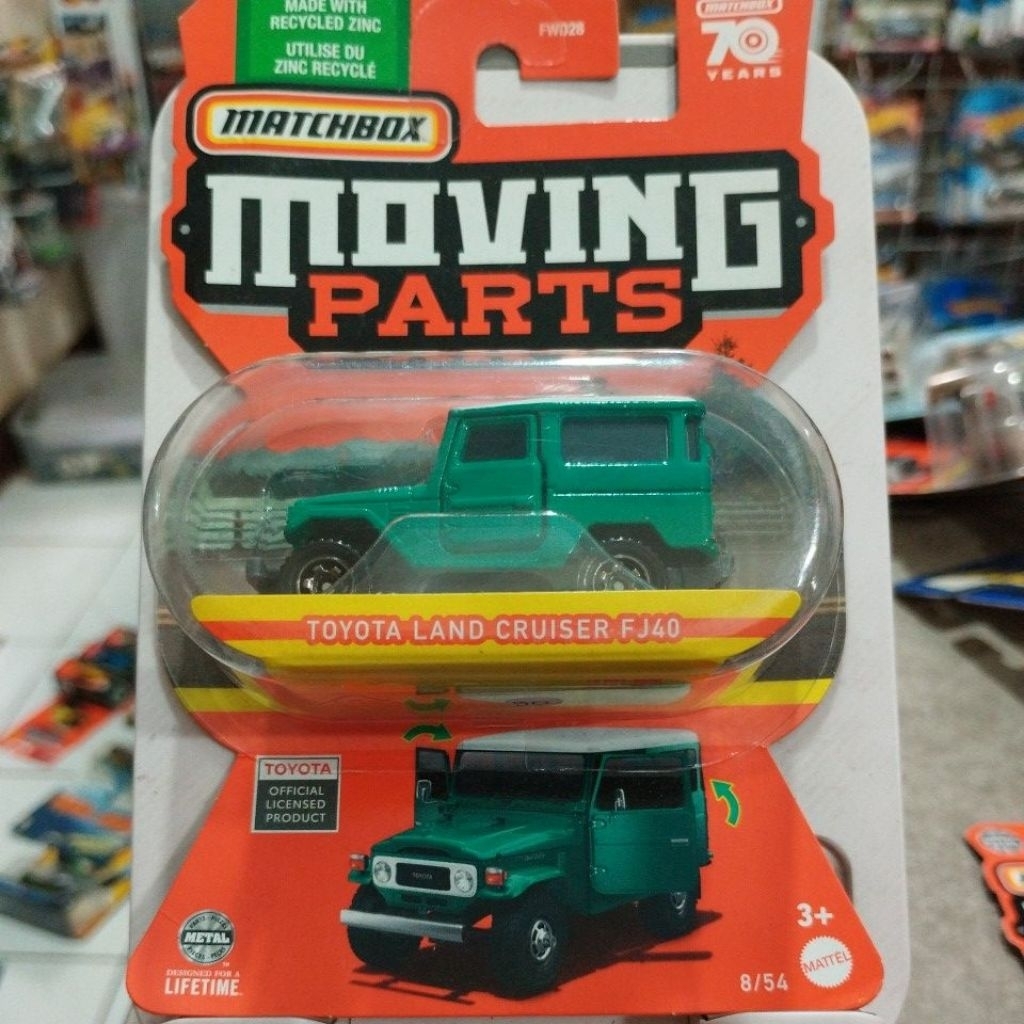 MADE WITH
RECYCLED ZINC
UTILISE DU
ZINC RECYCLÉ
FWD28
MATCHBOX
70
YEARS
MATCHBOX
MOVING
PARTS
TOYOTA LAND CRUISER FJ40
TOYOTA
OFFICIAL
LICENSED
PRODUCT
TOYOTA
METAL
DESIGNED FOR A
LIFETIME
3+
MATTEL
8/54